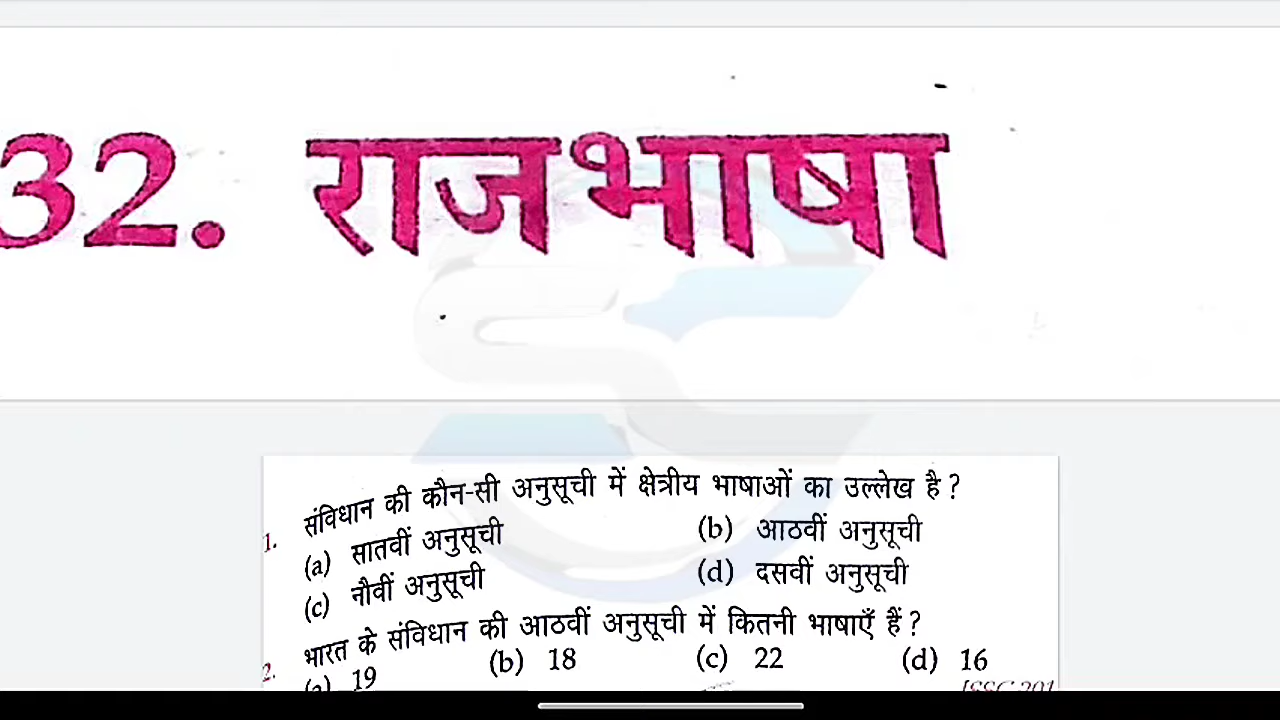 32. राजभाषा
1. संविधान की कौन-सी अनुसूची में क्षेत्रीय भाषाओं का उल्लेख है ?
(a) सातवीं अनुसूची (b) आठवीं अनुसूची
(c) नौवीं अनुसूची (d) दसवीं अनुसूची
2. भारत के संविधान की आठवीं अनुसूची में कितनी भाषाएँ हैं ?
(a) 19 (b) 18 (c) 22 (d) 16